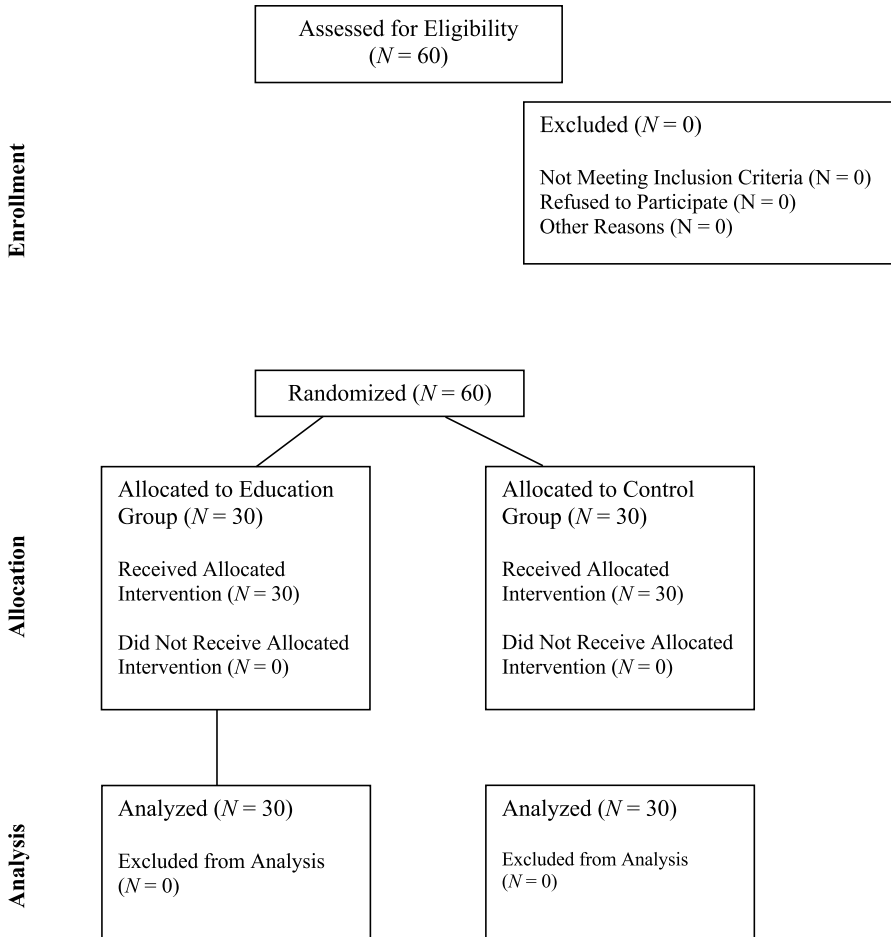 Assessed for Eligibility
(N = 60)
Enrollment
Excluded (N = 0)
Not Meeting Inclusion Criteria (N = 0)
Refused to Participate (N = 0)
Other Reasons (N = 0)
Randomized (N = 60)
Allocation
Allocated to Education
Group (N = 30)
Received Allocated
Intervention (N = 30)
Did Not Receive Allocated
Intervention (N = 0)
Allocated to Control
Group (N = 30)
Received Allocated
Intervention (N = 30)
Did Not Receive Allocated
Intervention (N = 0)
Analysis
Analyzed (N = 30)
Excluded from Analysis
(N = 0)
Analyzed (N = 30)
Excluded from Analysis
(N = 0)